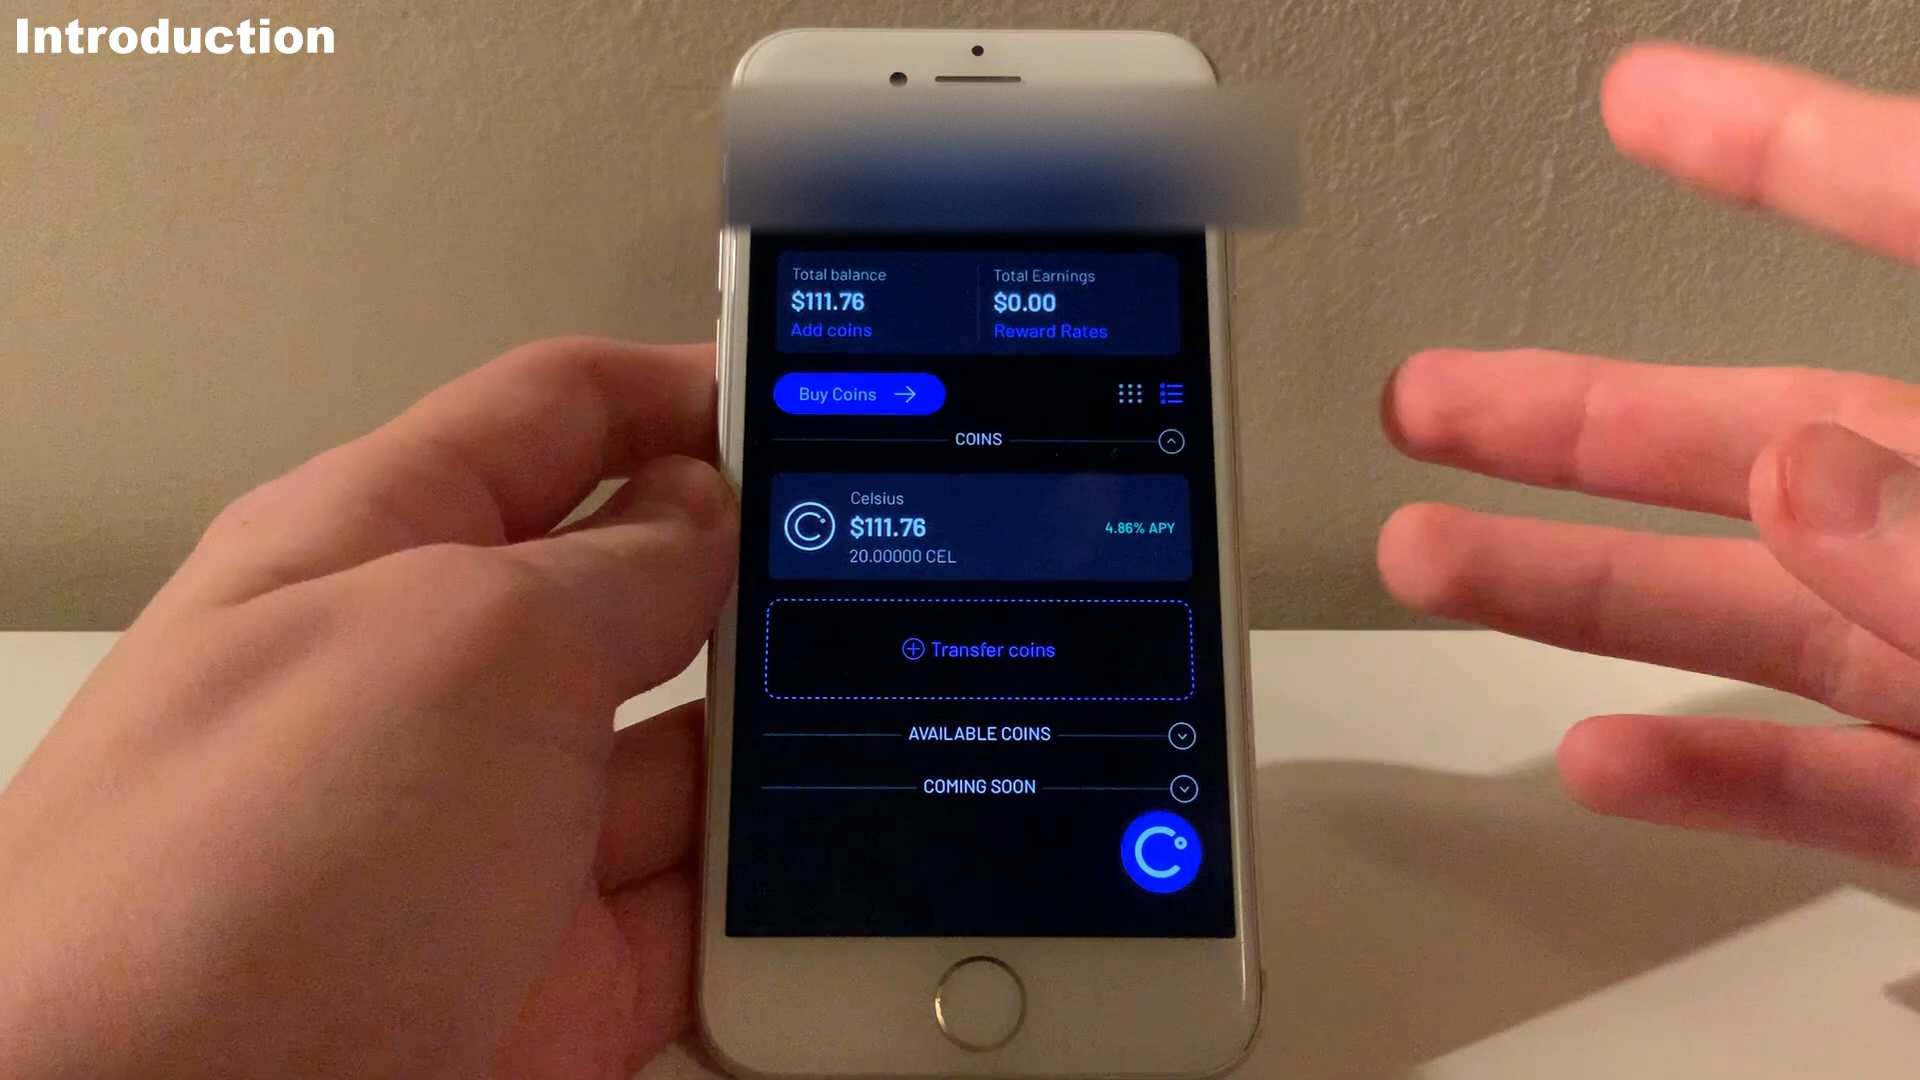 Introduction
Total balance
$111.76
Add coins
Total Earnings
$0.00
Reward Rates
Buy Coins
COINS
Celsius
$111.76
20.00000 CEL
4.86% APY
Transfer coins
AVAILABLE COINS
COMING SOON